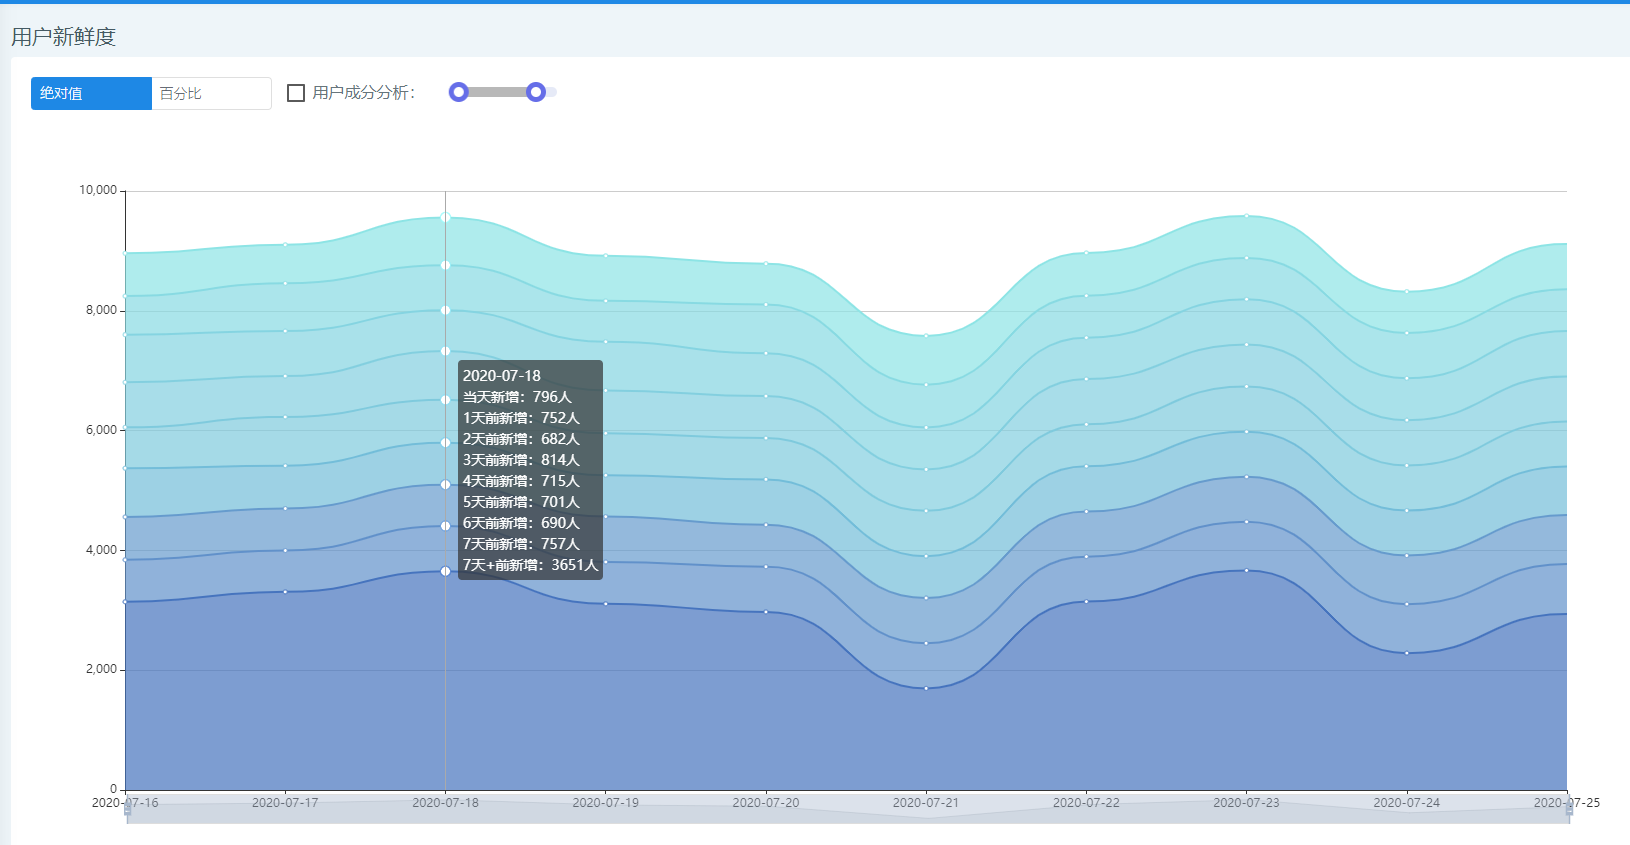 用户新鲜度
绝对值
百分比
用户成分分析：
10,000
8,000
6,000
4,000
2,000
0
2020-07-18
当天新增：796人
1天前新增：752人
2天前新增：682人
3天前新增：814人
4天前新增：715人
5天前新增：701人
6天前新增：690人
7天前新增：757人
7天+前新增：3651人
2020-07-16
2020-07-17
2020-07-18
2020-07-19
2020-07-20
2020-07-21
2020-07-22
2020-07-23
2020-07-24
2020-07-25